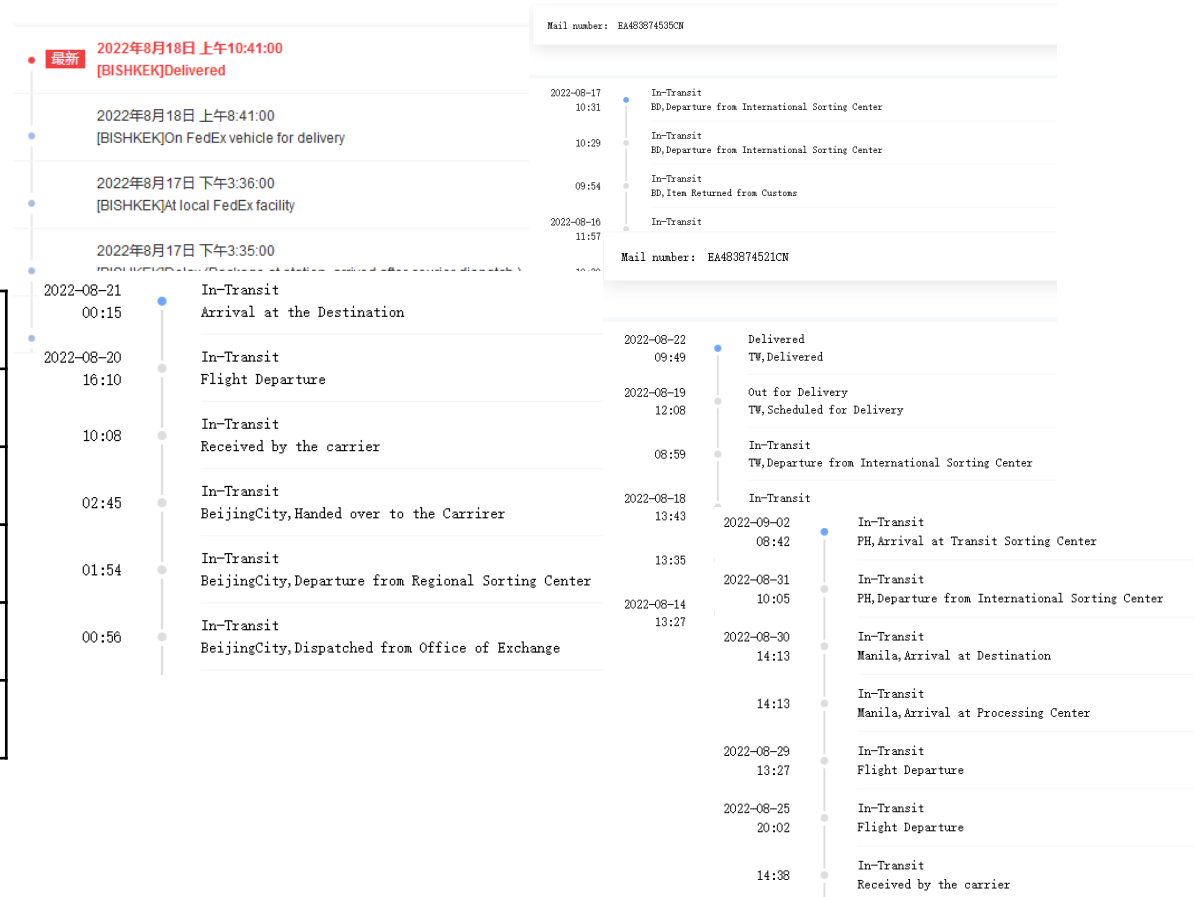 最新
2022年8月18日 上午10:41:00
[BISHKEK]Delivered
2022年8月18日 上午8:41:00
[BISHKEK]On FedEx vehicle for delivery
2022年8月17日 下午3:36:00
[BISHKEK]At local FedEx facility
2022年8月17日 下午3:35:00
Mail number: EA483874535CN
2022-08-17
10:31
In-Transit
BD,Departure from International Sorting Center
10:29
In-Transit
BD,Departure from International Sorting Center
09:54
In-Transit
BD,Item Returned from Customs
2022-08-16
11:57
In-Transit
2022-08-21
00:15
In-Transit
Arrival at the Destination
2022-08-20
16:10
In-Transit
Flight Departure
10:08
In-Transit
Received by the carrier
02:45
In-Transit
BeijingCity,Handed over to the Carrirer
01:54
In-Transit
BeijingCity,Departure from Regional Sorting Center
00:56
In-Transit
BeijingCity,Dispatched from Office of Exchange
Mail number: EA483874521CN
2022-08-22
09:49
Delivered
TW,Delivered
2022-08-19
12:08
Out for Delivery
TW,Scheduled for Delivery
08:59
In-Transit
TW,Departure from International Sorting Center
2022-08-18
13:43
In-Transit
13:35
2022-08-14
13:27
2022-09-02
08:42
In-Transit
PH,Arrival at Transit Sorting Center
2022-08-31
10:05
In-Transit
PH,Departure from International Sorting Center
2022-08-30
14:13
In-Transit
Manila,Arrival at Destination
14:13
In-Transit
Manila,Arrival at Processing Center
2022-08-29
13:27
In-Transit
Flight Departure
2022-08-25
20:02
In-Transit
Flight Departure
14:38
In-Transit
Received by the carrier